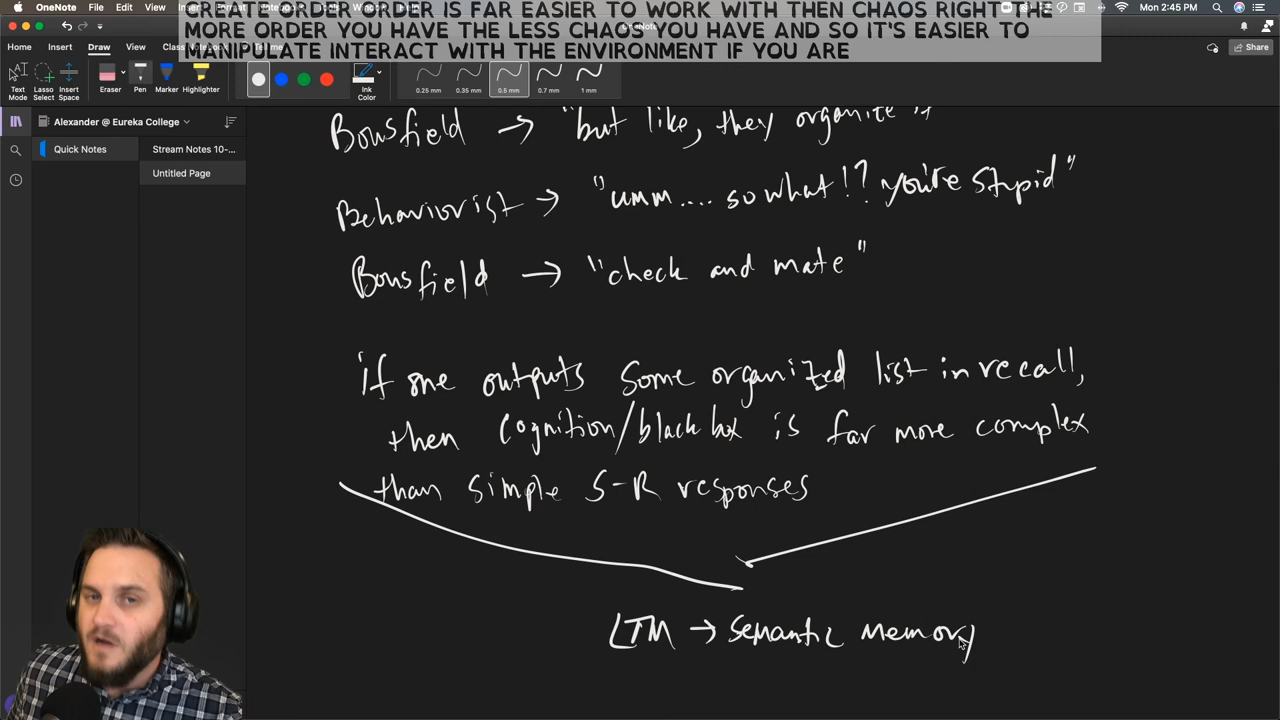 CREATE ORDER ORDER IS FAR EASIER TO WORK WITH THEN CHAOS RIGHT THE
MORE ORDER YOU HAVE THE LESS CHAOS YOU HAVE AND SO IT'S EASIER TO
MANIPULATE INTERACT WITH THE ENVIRONMENT IF YOU ARE
OneNote File Edit
Mon 2:45 PM
Home Draw
Share
Text Mode
Lasso Select
Insert Space
Eraser
Pen
Marker
Highlighter
Ink Color
0.25 mm 0.35 mm 0.5 mm 0.7 mm 1 mm
Alexander @ Eureka College
Quick Notes
Stream Notes 10-...
Untitled Page
Bousfield → "but like, they organize it
Behaviorist → "umm.... so what!? you're stupid"
Bousfield → "check and mate"
if one outputs some organized list in recall,
then cognition/black box is far more complex
than simple S-R responses
LTM → Semantic Memory